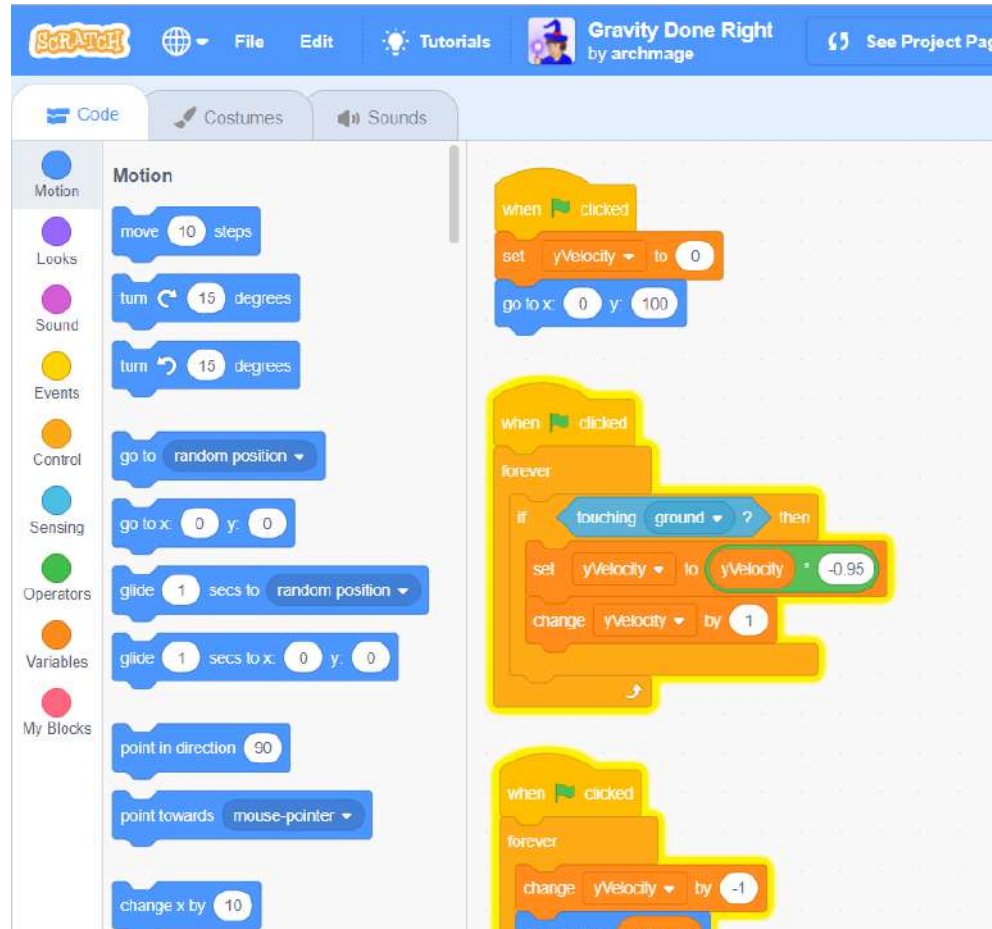 SCRATCH File Edit Tutorials Gravity Done Right See Project Pag
by archmage
Code Costumes Sounds
Motion
Looks
Sound
Events
Control
Sensing
Operators
Variables
My Blocks
Motion
move 10 steps
turn 15 degrees
turn 15 degrees
go to random position
go to x: 0 y: 0
glide 1 secs to random position
glide 1 secs to x: 0 y: 0
point in direction 90
point towards mouse-pointer
change x by 10
when clicked
set yVelocity to 0
go to x: 0 y: 100
when clicked
forever
if touching ground ? then
set yVelocity to yVelocity * -0.95
change yVelocity by 1
when clicked
forever
change yVelocity by -1